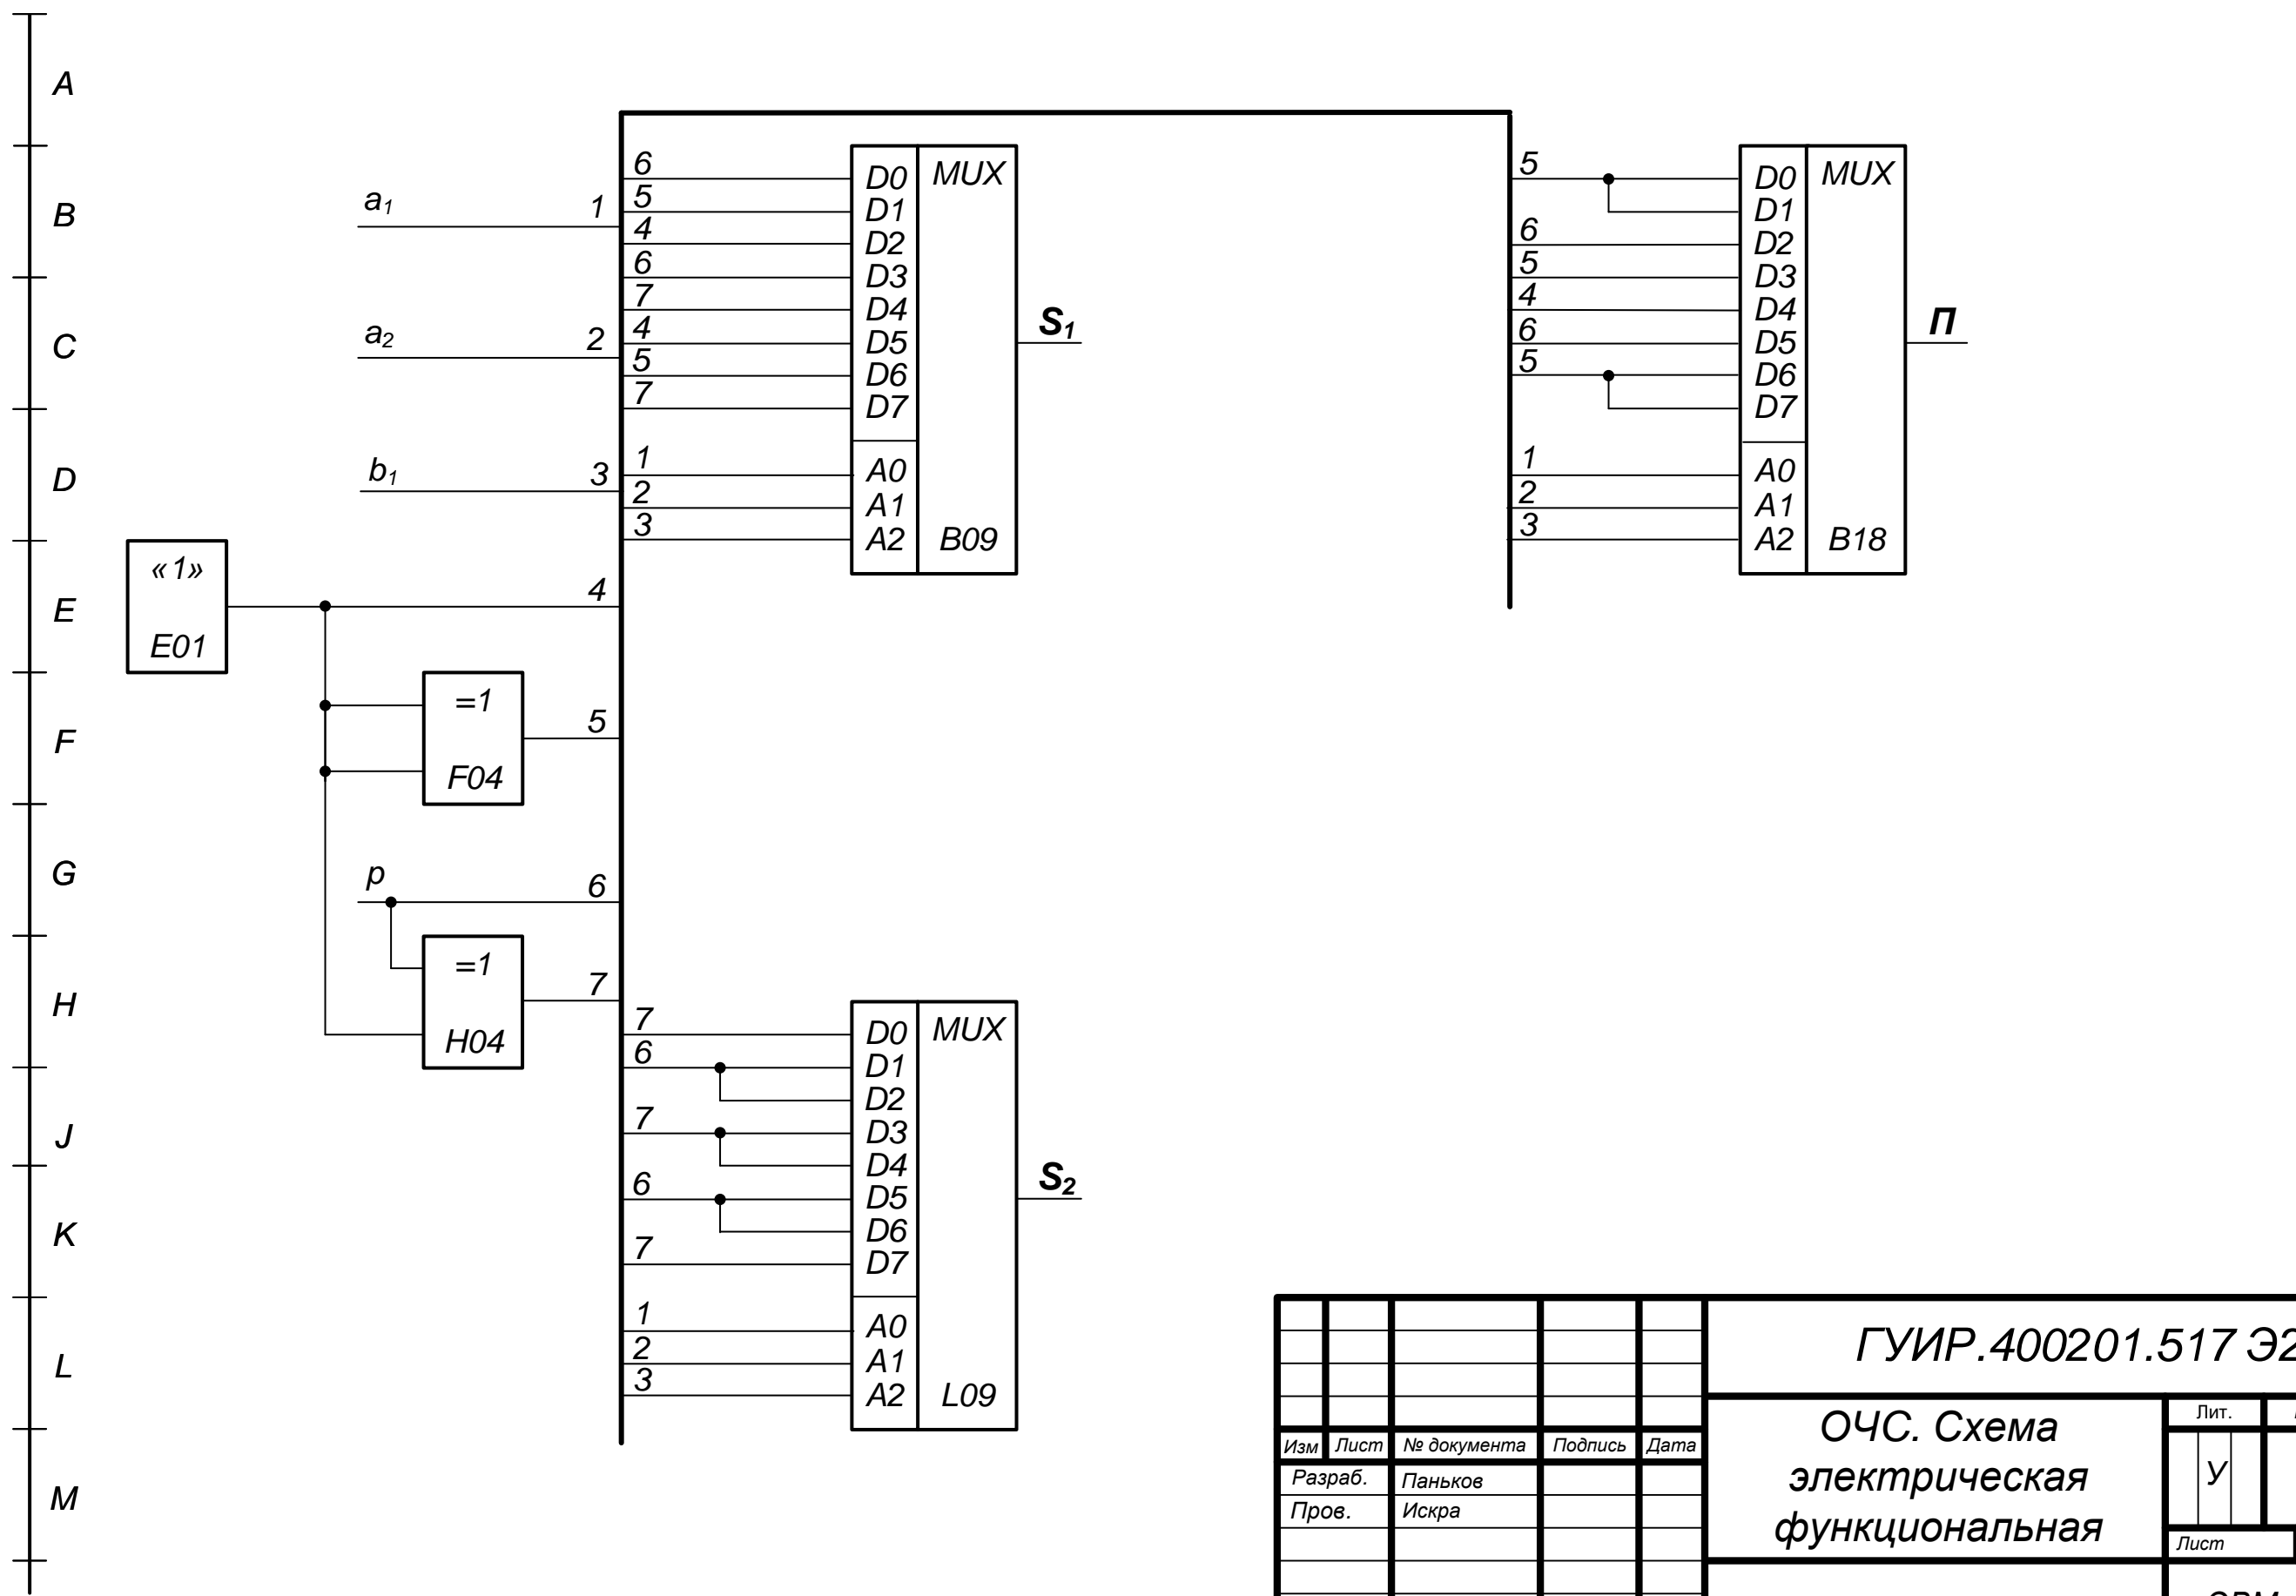 A
B
C
D
E
F
G
H
J
K
L
M
a1 1
a2 2
b1 3
«1»
E01
4
=1
F04
5
p 6
=1
H04
7
6 D0 MUX
5 D1
4 D2
6 D3
7 D4
4 D5
5 D6
7 D7
1 A0
2 A1
3 A2 B09
S1
5 D0 MUX
D1
6 D2
5 D3
4 D4
6 D5
5 D6
D7
1 A0
2 A1
3 A2 B18
П
7 D0 MUX
6 D1
D2
7 D3
D4
6 D5
D6
7 D7
1 A0
2 A1
3 A2 L09
S2
ГУИР.400201.517 Э2
ОЧС. Схема
электрическая
функциональная
Лит.
У
Лист
Изм Лист № документа Подпись Дата
Разраб. Паньков
Пров. Искра